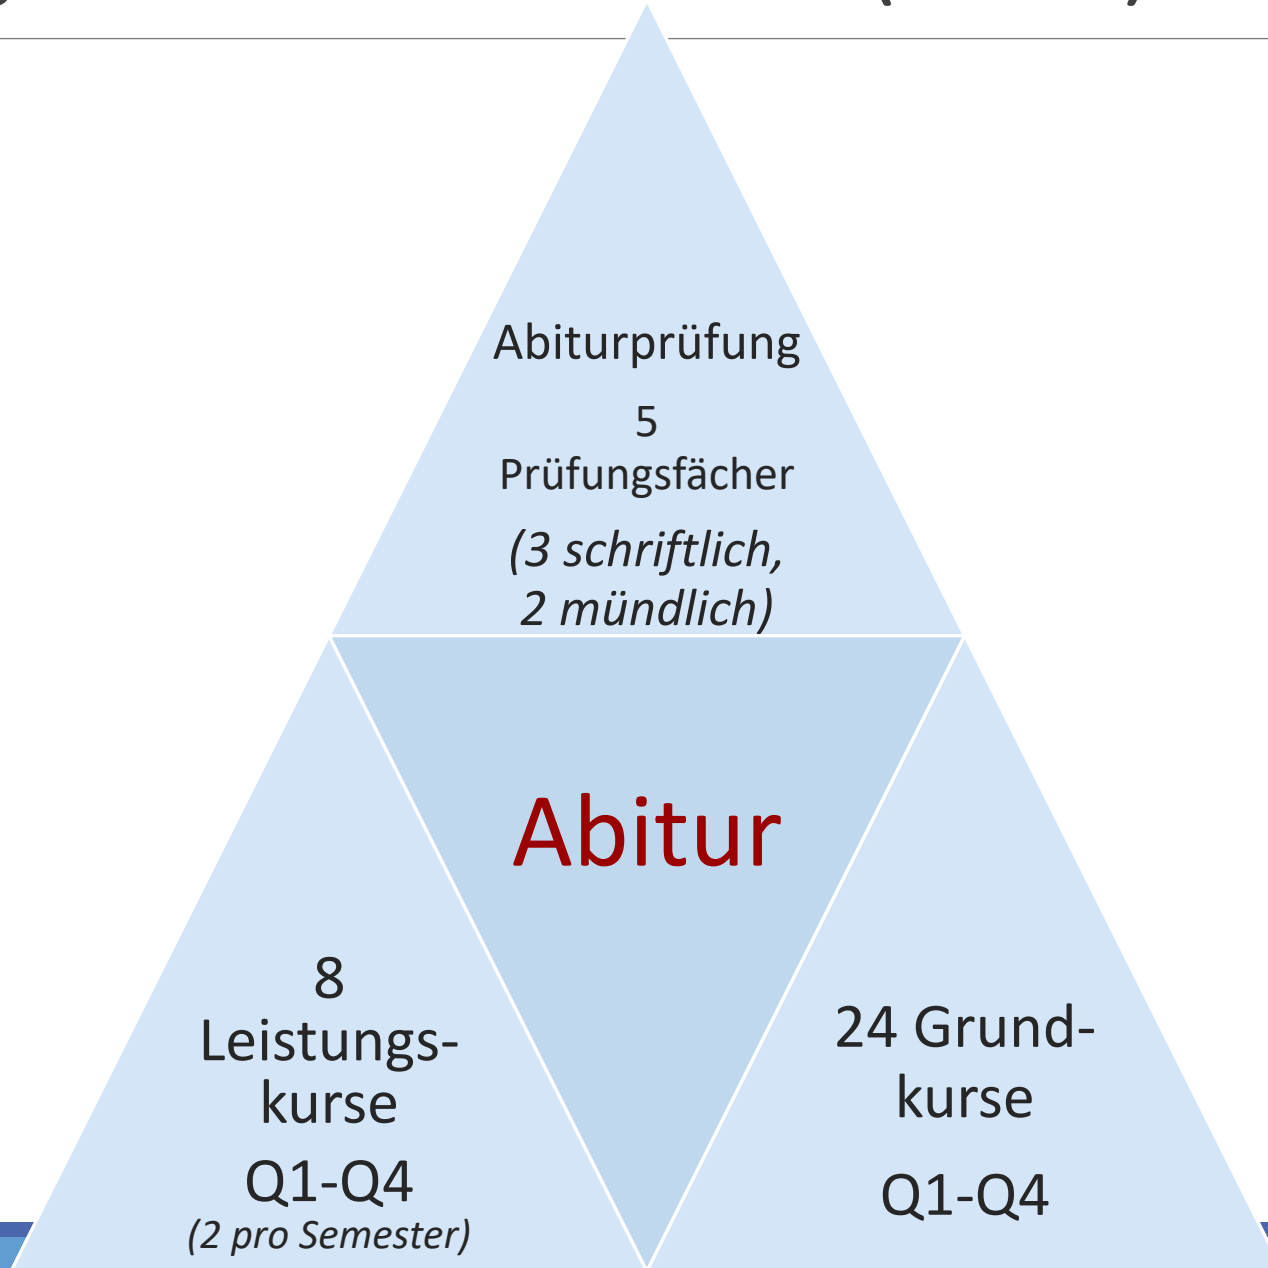 Abiturprüfung
5
Prüfungsfächer
(3 schriftlich,
2 mündlich)
Abitur
8
Leistungs-
kurse
Q1-Q4
(2 pro Semester)
24 Grund-
kurse
Q1-Q4